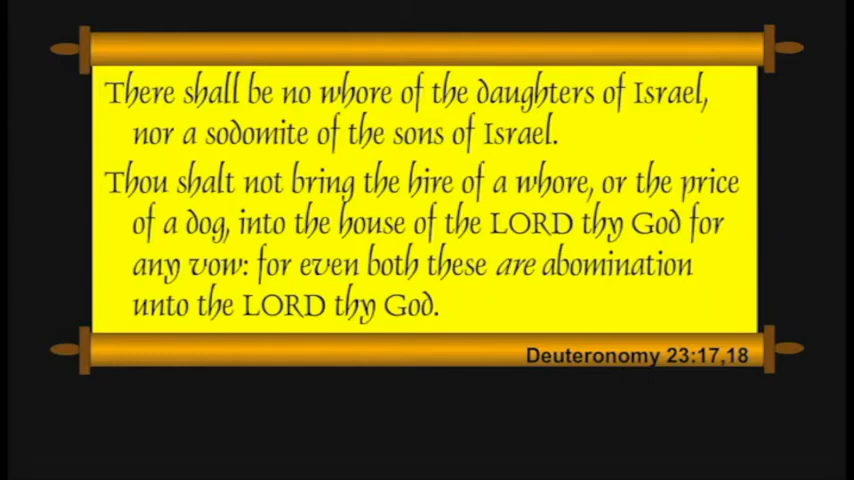 There shall be no whore of the daughters of Israel,
nor a sodomite of the sons of Israel.
Thou shalt not bring the hire of a whore, or the price
of a dog, into the house of the LORD thy God for
any vow: for even both these are abomination
unto the LORD thy God.
Deuteronomy 23:17,18